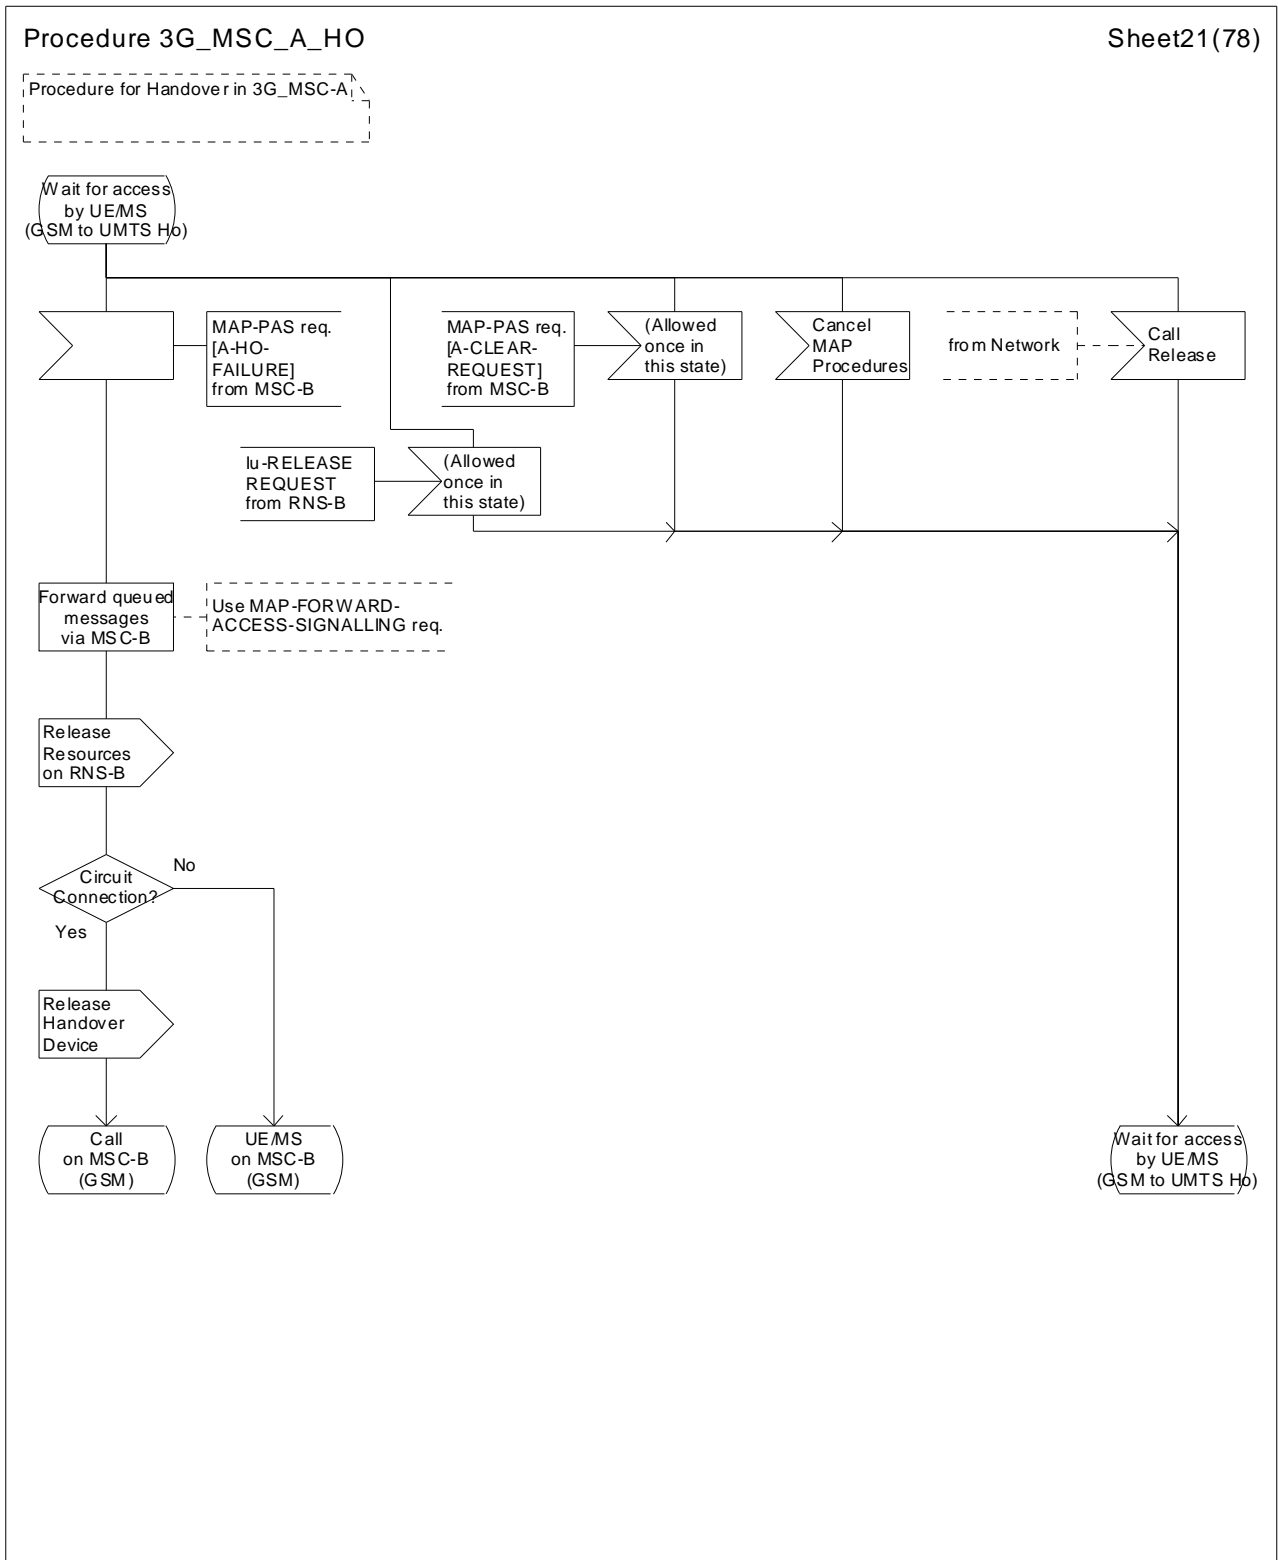 Procedure 3G_MSC_A_HO
Sheet21(78)
Procedure for Handover in 3G_MSC-A
Wait for access
by UE/MS
(GSM to UMTS Ho)
MAP-PAS req.
[A-HO-
FAILURE]
from MSC-B
MAP-PAS req.
[A-CLEAR-
REQUEST]
from MSC-B
(Allowed
once in
this state)
Cancel
MAP
Procedures
from Network
Call
Release
Iu-RELEASE
REQUEST
from RNS-B
(Allowed
once in
this state)
Forward queued
messages
via MSC-B
Use MAP-FORWARD-
ACCESS-SIGNALLING req.
Release
Resources
on RNS-B
Circuit
Connection?
No
Yes
Release
Handover
Device
Call
on MSC-B
(GSM)
UE/MS
on MSC-B
(GSM)
Wait for access
by UE/MS
(GSM to UMTS Ho)